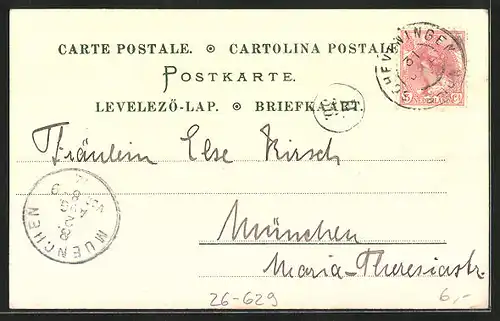 CARTE POSTALE. ⊙ CARTOLINA POSTALE
POSTKARTE.
LEVELEZŐ-LAP. ⊙ BRIEFKAART.
SCHEVENINGEN
NEDERLAND
Fräulein Else Kirsch
MUENCHEN
München
Maria-Theresiastr.
26-629
6,-